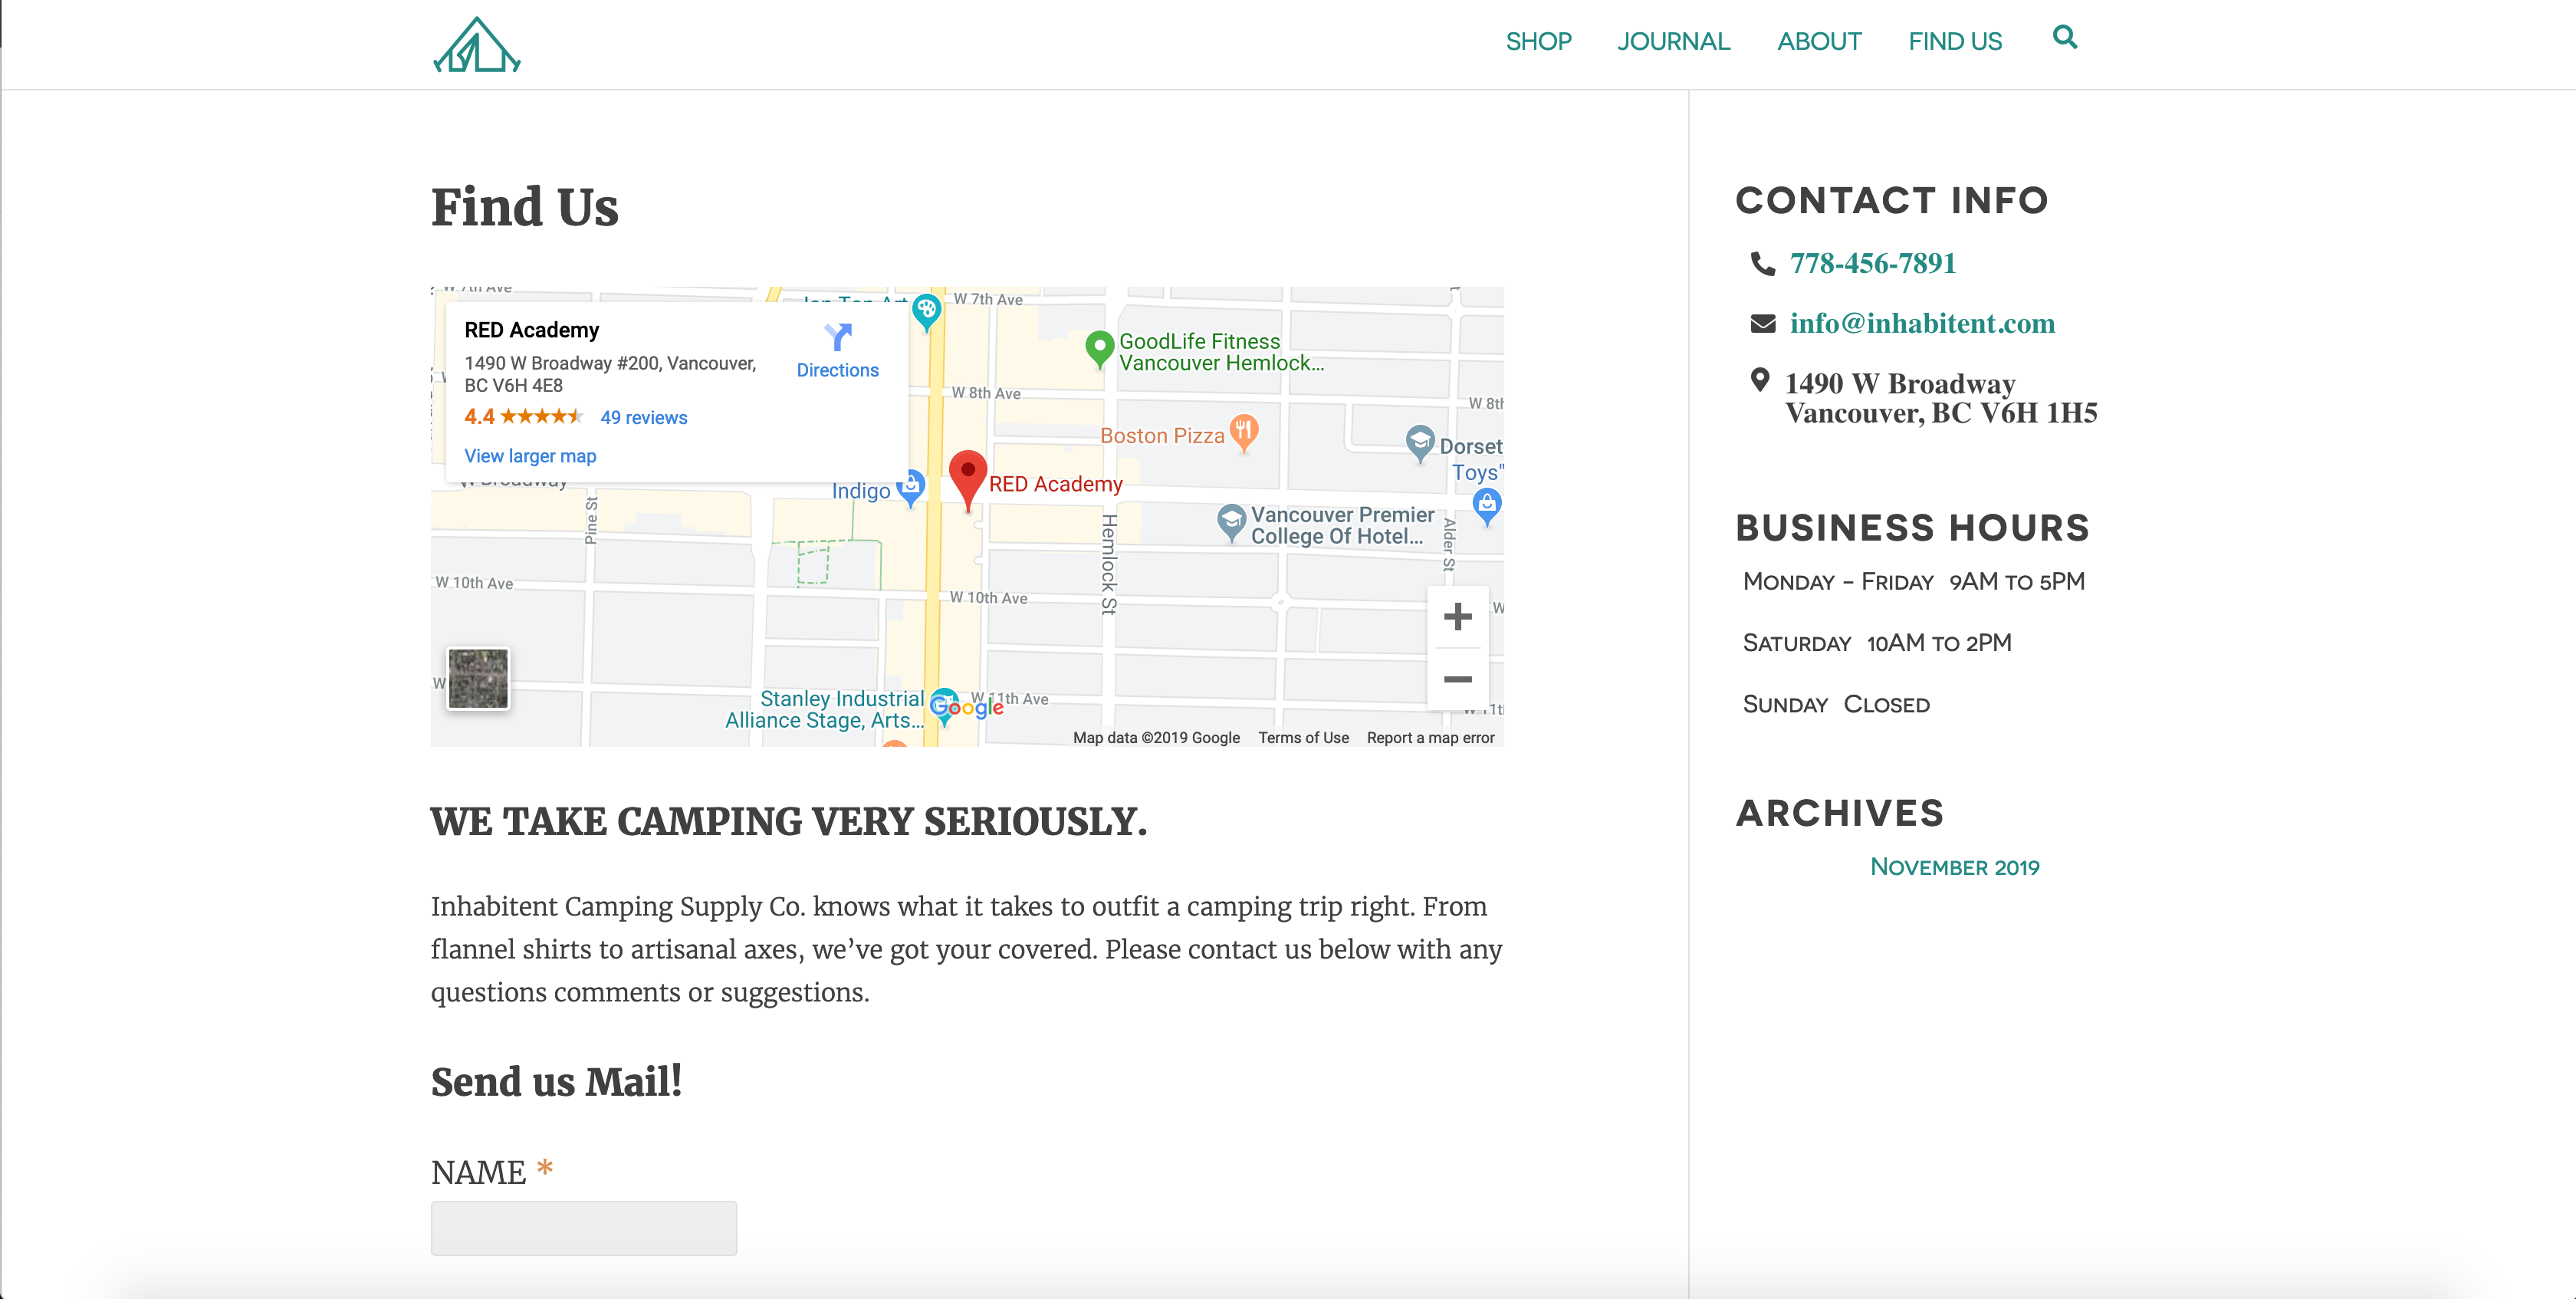 SHOP JOURNAL ABOUT FIND US
Find Us
W 7th Ave
W 7th Ave
RED Academy
1490 W Broadway #200, Vancouver,
BC V6H 4E8
4.4 49 reviews
View larger map
Directions
GoodLife Fitness
Vancouver Hemlock...
W 8th Ave
W 8th
Boston Pizza
Dorset
Toys"
W Broadway
Indigo
RED Academy
Vancouver Premier
College Of Hotel...
Pine St
Hemlock St
Alder St
W 10th Ave
W 10th Ave
W
W
Stanley Industrial
Alliance Stage, Arts...
Google
W 11th Ave
W 11t
Map data ©2019 Google Terms of Use Report a map error
WE TAKE CAMPING VERY SERIOUSLY.
Inhabitent Camping Supply Co. knows what it takes to outfit a camping trip right. From
flannel shirts to artisanal axes, we’ve got your covered. Please contact us below with any
questions comments or suggestions.
Send us Mail!
NAME *
CONTACT INFO
778-456-7891
info@inhabitent.com
1490 W Broadway
Vancouver, BC V6H 1H5
BUSINESS HOURS
Monday – Friday 9AM to 5PM
Saturday 10AM to 2PM
Sunday Closed
ARCHIVES
November 2019